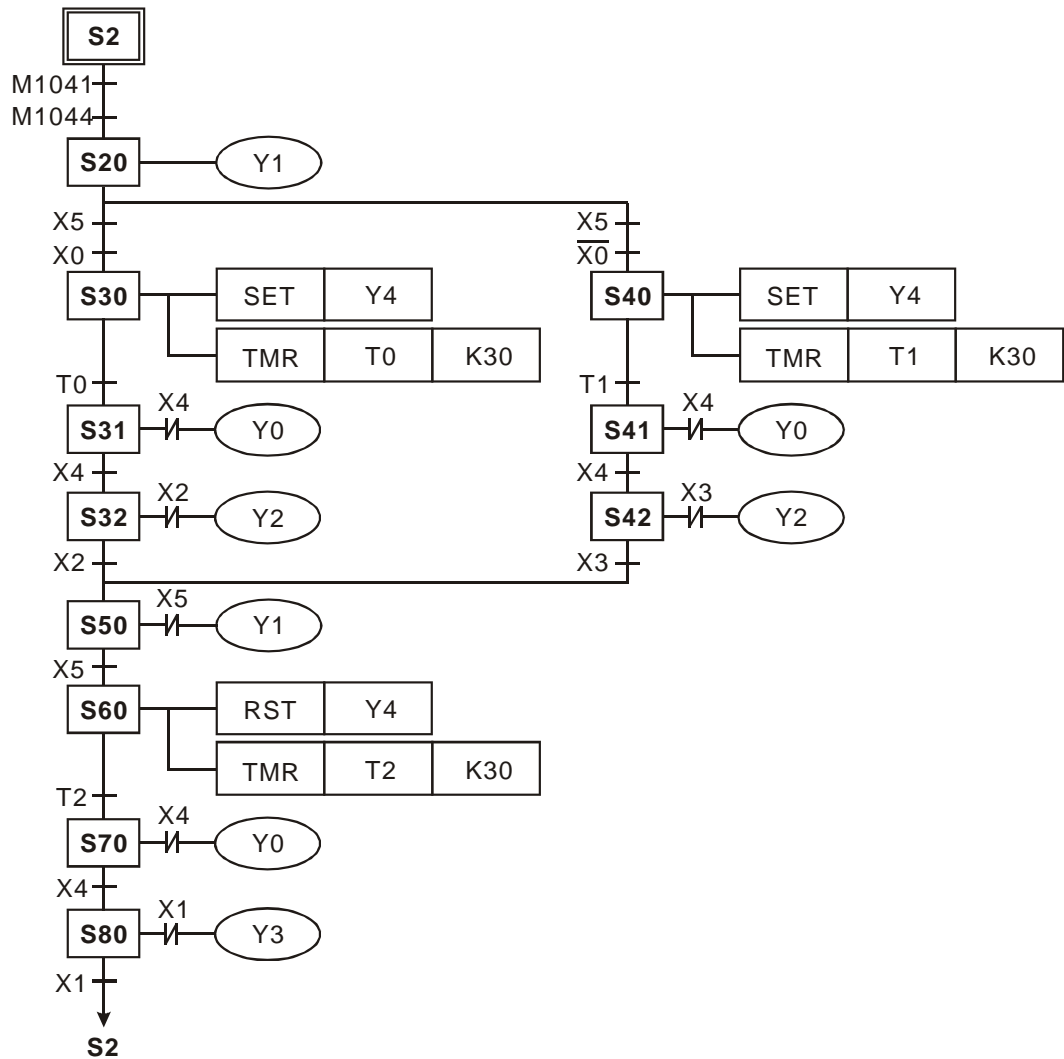 S2
M1041
M1044
S20 Y1
X5 X5
X0 X̅0̅
S30 SET Y4 S40 SET Y4
TMR T0 K30 TMR T1 K30
T0 T1
X4 X4
S31 Y0 S41 Y0
X4 X4
X2 X3
S32 Y2 S42 Y2
X2 X3
X5
S50 Y1
X5
S60 RST Y4
TMR T2 K30
T2
X4
S70 Y0
X4
X1
S80 Y3
X1
S2